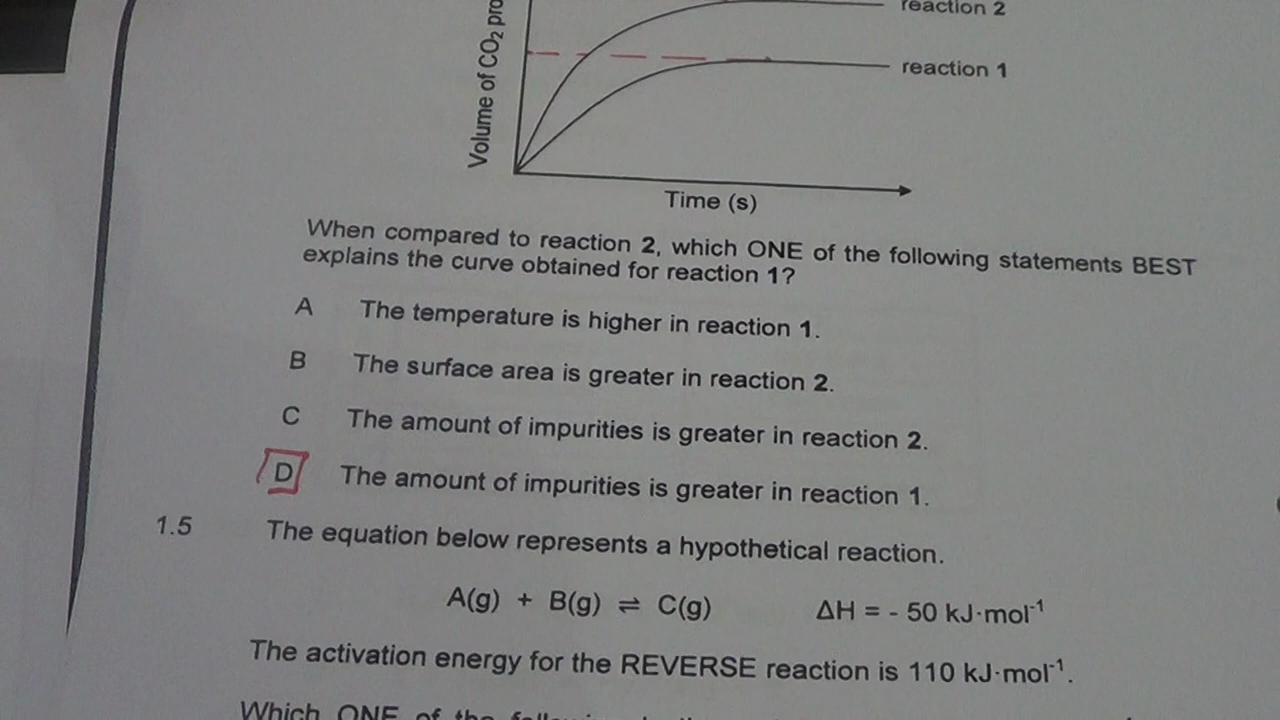 reaction 2
Volume of CO₂ pro
reaction 1
Time (s)
When compared to reaction 2, which ONE of the following statements BEST
explains the curve obtained for reaction 1?
A The temperature is higher in reaction 1.
B The surface area is greater in reaction 2.
C The amount of impurities is greater in reaction 2.
D The amount of impurities is greater in reaction 1.
1.5 The equation below represents a hypothetical reaction.
A(g) + B(g) ⇌ C(g) ΔH = - 50 kJ·mol⁻¹
The activation energy for the REVERSE reaction is 110 kJ·mol⁻¹.
Which ONE of the